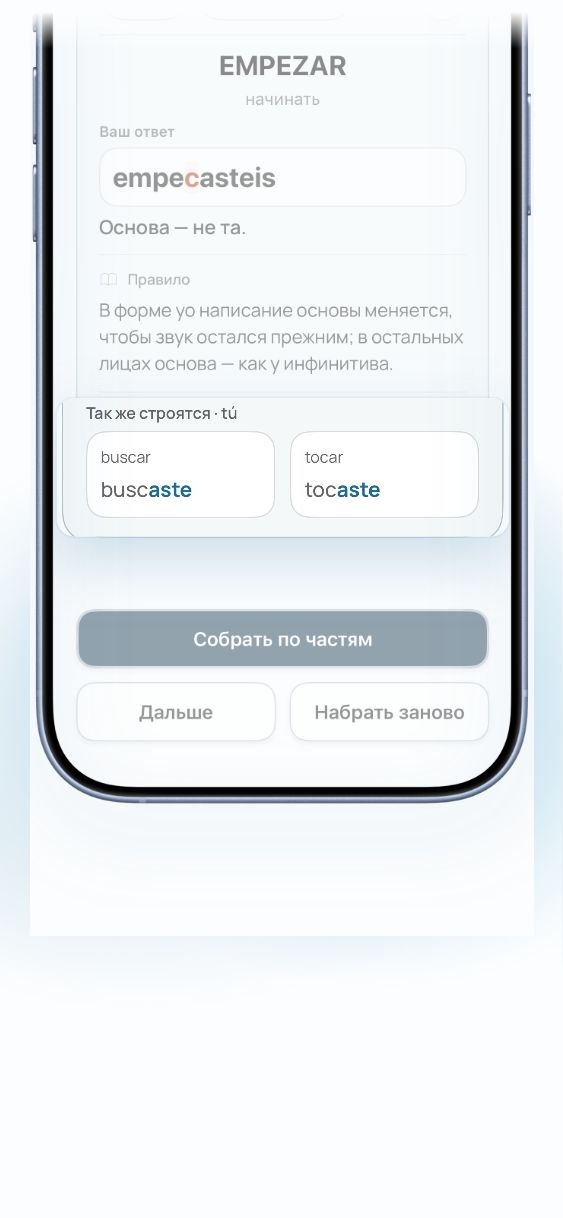 EMPEZAR
начинать
Ваш ответ
empecasteis
Основа — не та.
Правило
В форме yo написание основы меняется,
чтобы звук остался прежним; в остальных
лицах основа — как у инфинитива.
Так же строятся · tú
buscar tocar
buscaste tocaste
Собрать по частям
Дальше Набрать заново